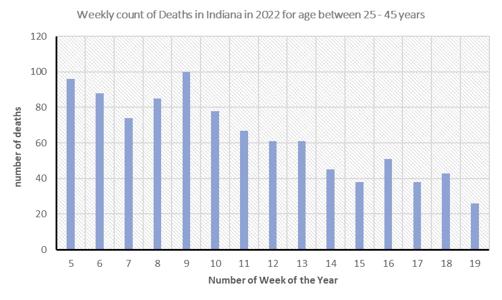 Weekly count of Deaths in Indiana in 2022 for age between 25 - 45 years
120
100
80
60
40
20
0
number of deaths
5 6 7 8 9 10 11 12 13 14 15 16 17 18 19
Number of Week of the Year